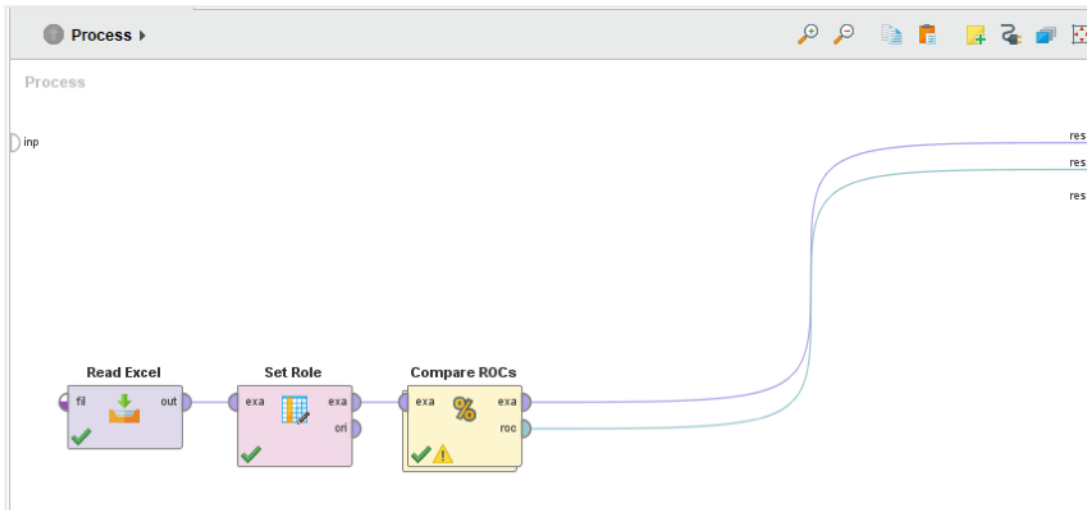 Process
Process
inp
res
res
res
Read Excel
Set Role
Compare ROCs
fil
out
exa
exa
ori
exa
exa
roc